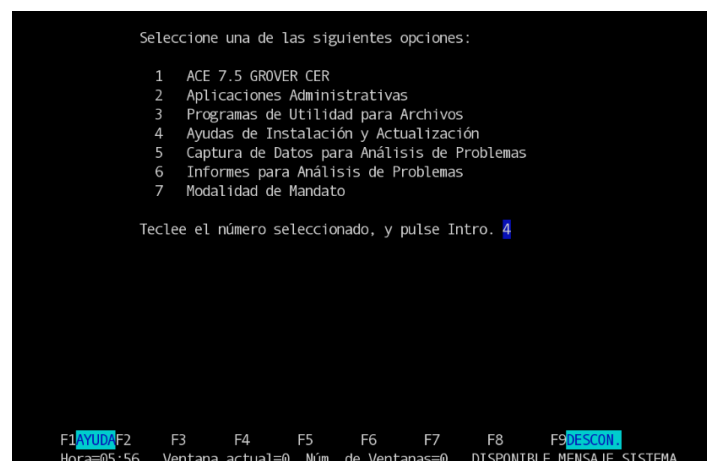 Seleccione una de las siguientes opciones:
1 ACE 7.5 GROVER CER
2 Aplicaciones Administrativas
3 Programas de Utilidad para Archivos
4 Ayudas de Instalación y Actualización
5 Captura de Datos para Análisis de Problemas
6 Informes para Análisis de Problemas
7 Modalidad de Mandato
Teclee el número seleccionado, y pulse Intro. 4
F1AYUDAF2 F3 F4 F5 F6 F7 F8 F9DESCON.
Hora=05:56 Ventana actual=0 Núm. de Ventanas=0 DISPONIBLE MENSAJE SISTEMA